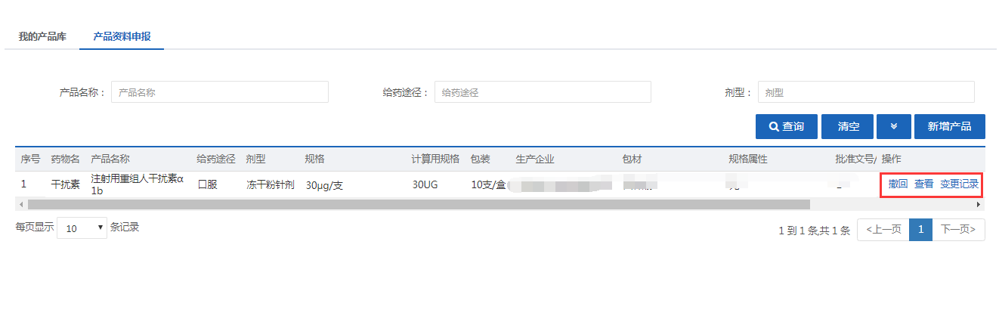 我的产品库 产品资料申报
产品名称： 产品名称 给药途径： 给药途径 剂型： 剂型
查询 清空 新增产品
序号 药物名 产品名称 给药途径 剂型 规格 计算用规格 包装 生产企业 包材 规格属性 批准文号/ 操作
1 干扰素 注射用重组人干扰素α 口服 冻干粉针剂 30μg/支 30UG 10支/盒 撤回 查看 变更记录
1b
每页显示 10 条记录 1 到 1 条,共 1 条 <上一页 1 下一页>